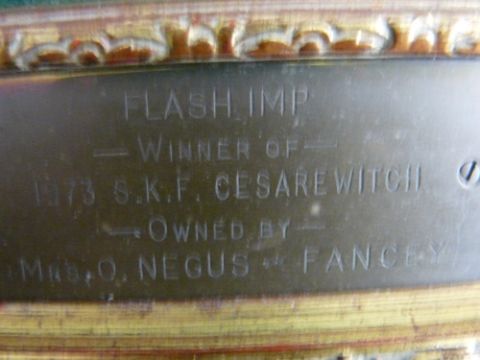 FLASH IMP
— WINNER OF —
1973 S.K.F. CESAREWITCH
— OWNED BY —
MRS. O. NEGUS - FANCEY